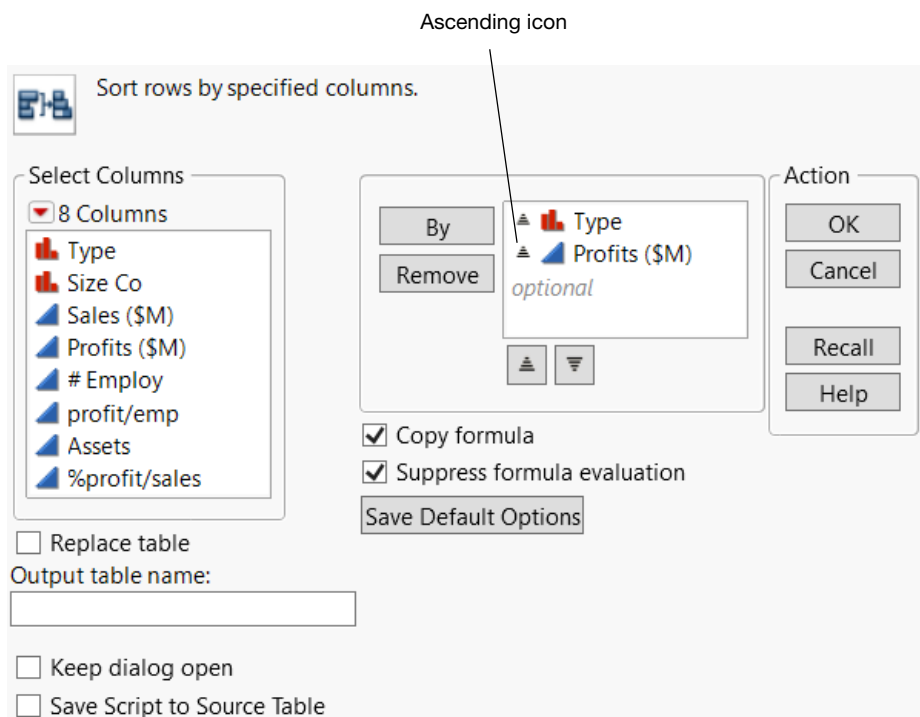 Ascending icon
Sort rows by specified columns.
Select Columns
8 Columns
Type
Size Co
Sales ($M)
Profits ($M)
# Employ
profit/emp
Assets
%profit/sales
By
Remove
Type
Profits ($M)
optional
Action
OK
Cancel
Recall
Help
Copy formula
Suppress formula evaluation
Save Default Options
Replace table
Output table name:
Keep dialog open
Save Script to Source Table